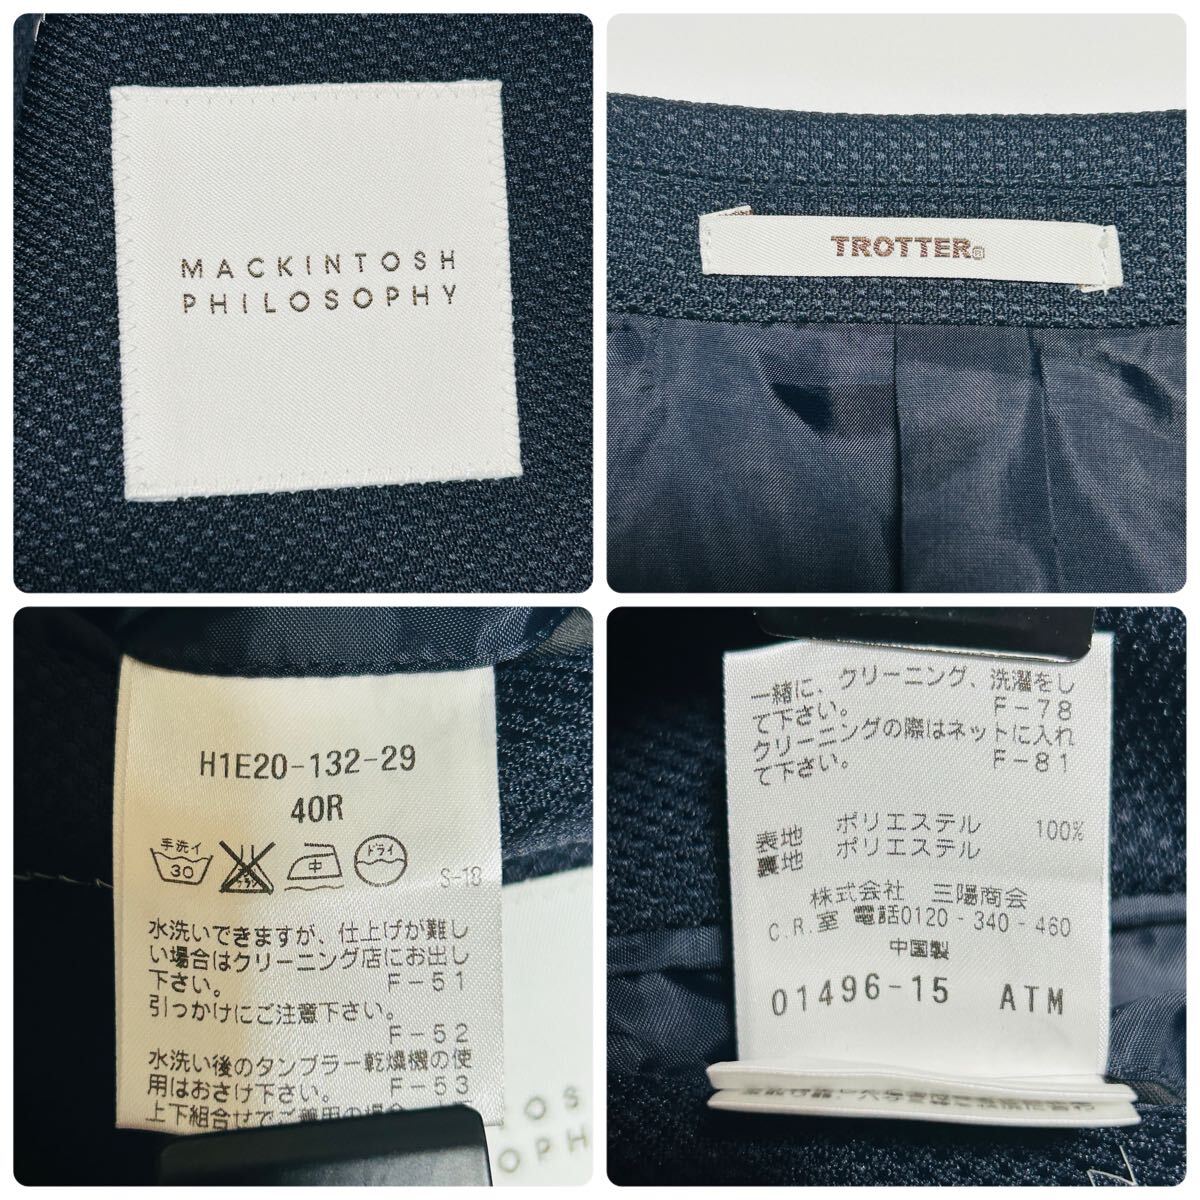 MACKINTOSH
PHILOSOPHY
TROTTER®
H1E20-132-29
40R
手洗イ
30
エンソ
サラシ
中
ドライ
S-18
水洗いできますが、仕上げが難し
い場合はクリーニング店にお出し
下さい。 F-51
引っかけにご注意下さい。
F-52
水洗い後のタンブラー乾燥機の使
用はおさけ下さい。 F-53
上下組合せでご着用の場合
OS
OPH
一緒に、クリーニング、洗濯をし
て下さい。 F-78
クリーニングの際はネットに入れ
て下さい。 F-81
表地 ポリエステル 100%
裏地 ポリエステル
株式会社 三陽商会
C.R.室 電話0120-340-460
中国製
01496-15 ATM